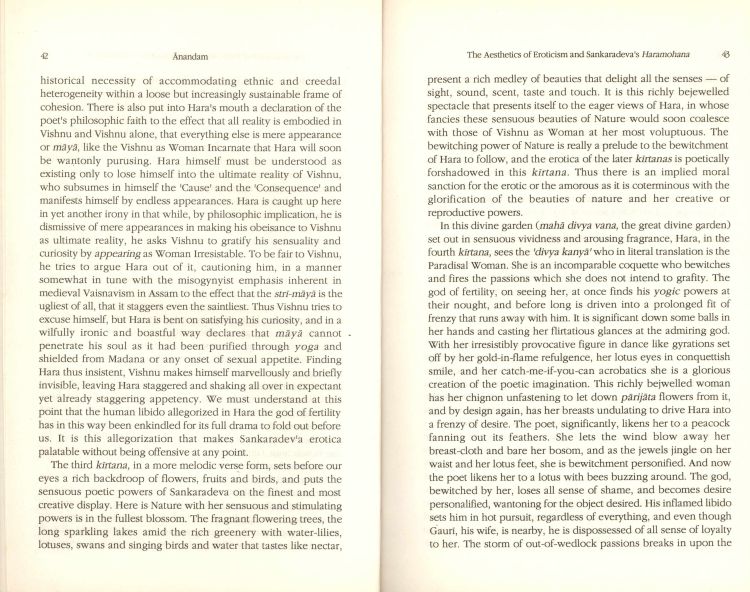 42
Ānandam
historical necessity of accommodating ethnic and creedal
heterogeneity within a loose but increasingly sustainable frame of
cohesion. There is also put into Hara's mouth a declaration of the
poet's philosophic faith to the effect that all reality is embodied in
Vishnu and Vishnu alone, that everything else is mere appearance
or māyā, like the Vishnu as Woman Incarnate that Hara will soon
be wantonly purusing. Hara himself must be understood as
existing only to lose himself into the ultimate reality of Vishnu,
who subsumes in himself the 'Cause' and the 'Consequence' and
manifests himself by endless appearances. Hara is caught up here
in yet another irony in that while, by philosophic implication, he is
dismissive of mere appearances in making his obeisance to Vishnu
as ultimate reality, he asks Vishnu to gratify his sensuality and
curiosity by appearing as Woman Irresistable. To be fair to Vishnu,
he tries to argue Hara out of it, cautioning him, in a manner
somewhat in tune with the misogynyist emphasis inherent in
medieval Vaisnavism in Assam to the effect that the stri-māyā is the
ugliest of all, that it staggers even the saintliest. Thus Vishnu tries to
excuse himself, but Hara is bent on satisfying his curiosity, and in a
wilfully ironic and boastful way declares that māyā cannot
penetrate his soul as it had been purified through yoga and
shielded from Madana or any onset of sexual appetite. Finding
Hara thus insistent, Vishnu makes himself marvellously and briefly
invisible, leaving Hara staggered and shaking all over in expectant
yet already staggering appetency. We must understand at this
point that the human libido allegorized in Hara the god of fertility
has in this way been enkindled for its full drama to fold out before
us. It is this allegorization that makes Sankaradev'a erotica
palatable without being offensive at any point.
The third kīrtana, in a more melodic verse form, sets before our
eyes a rich backdroop of flowers, fruits and birds, and puts the
sensuous poetic powers of Sankaradeva on the finest and most
creative display. Here is Nature with her sensuous and stimulating
powers is in the fullest blossom. The fragnant flowering trees, the
long sparkling lakes amid the rich greenery with water-lilies,
lotuses, swans and singing birds and water that tastes like nectar,
The Aesthetics of Eroticism and Sankaradeva's Haramohana
43
present a rich medley of beauties that delight all the senses — of
sight, sound, scent, taste and touch. It is this richly bejewelled
spectacle that presents itself to the eager views of Hara, in whose
fancies these sensuous beauties of Nature would soon coalesce
with those of Vishnu as Woman at her most voluptuous. The
bewitching power of Nature is really a prelude to the bewitchment
of Hara to follow, and the erotica of the later kīrtanas is poetically
forshadowed in this kīrtana. Thus there is an implied moral
sanction for the erotic or the amorous as it is coterminous with the
glorification of the beauties of nature and her creative or
reproductive powers.
In this divine garden (mahā divya vana, the great divine garden)
set out in sensuous vividness and arousing fragrance, Hara, in the
fourth kīrtana, sees the 'divya kanyā' who in literal translation is the
Paradisal Woman. She is an incomparable coquette who bewitches
and fires the passions which she does not intend to grafity. The
god of fertility, on seeing her, at once finds his yogic powers at
their nought, and before long is driven into a prolonged fit of
frenzy that runs away with him. It is significant down some balls in
her hands and casting her flirtatious glances at the admiring god.
With her irresistibly provocative figure in dance like gyrations set
off by her gold-in-flame refulgence, her lotus eyes in conquettish
smile, and her catch-me-if-you-can acrobatics she is a glorious
creation of the poetic imagination. This richly bejwelled woman
has her chignon unfastening to let down pārijāta flowers from it,
and by design again, has her breasts undulating to drive Hara into
a frenzy of desire. The poet, significantly, likens her to a peacock
fanning out its feathers. She lets the wind blow away her
breast-cloth and bare her bosom, and as the jewels jingle on her
waist and her lotus feet, she is bewitchment personified. And now
the poet likens her to a lotus with bees buzzing around. The god,
bewitched by her, loses all sense of shame, and becomes desire
personalified, wantoning for the object desired. His inflamed libido
sets him in hot pursuit, regardless of everything, and even though
Gaurī, his wife, is nearby, he is dispossessed of all sense of loyalty
to her. The storm of out-of-wedlock passions breaks in upon the